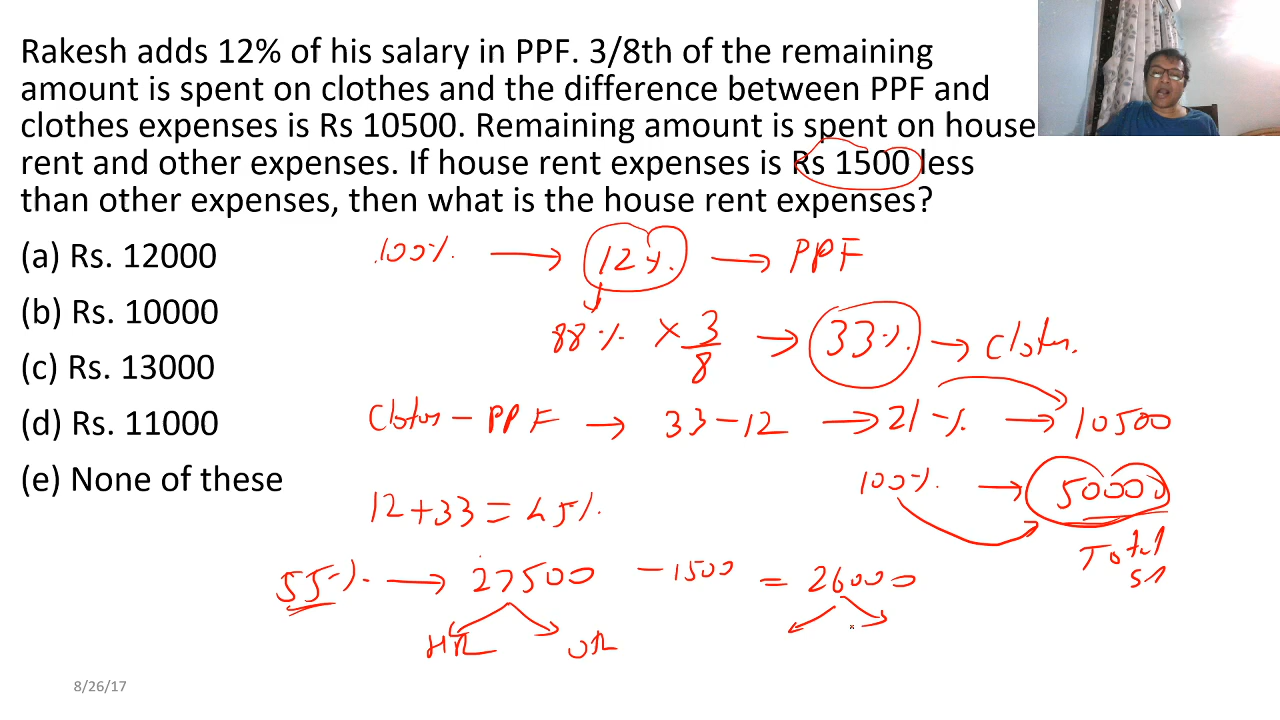 Rakesh adds 12% of his salary in PPF. 3/8th of the remaining
amount is spent on clothes and the difference between PPF and
clothes expenses is Rs 10500. Remaining amount is spent on house
rent and other expenses. If house rent expenses is Rs 1500 less
than other expenses, then what is the house rent expenses?
(a) Rs. 12000
100% → 12% → PPF
(b) Rs. 10000
88% × 3/8 → 33% →
(c) Rs. 13000
(d) Rs. 11000
- PPF → 33-12 → 21% → 10500
(e) None of these
100% → 50000
12+33 = 45%
Total
55% → 27500 - 1500 = 26000
8/26/17